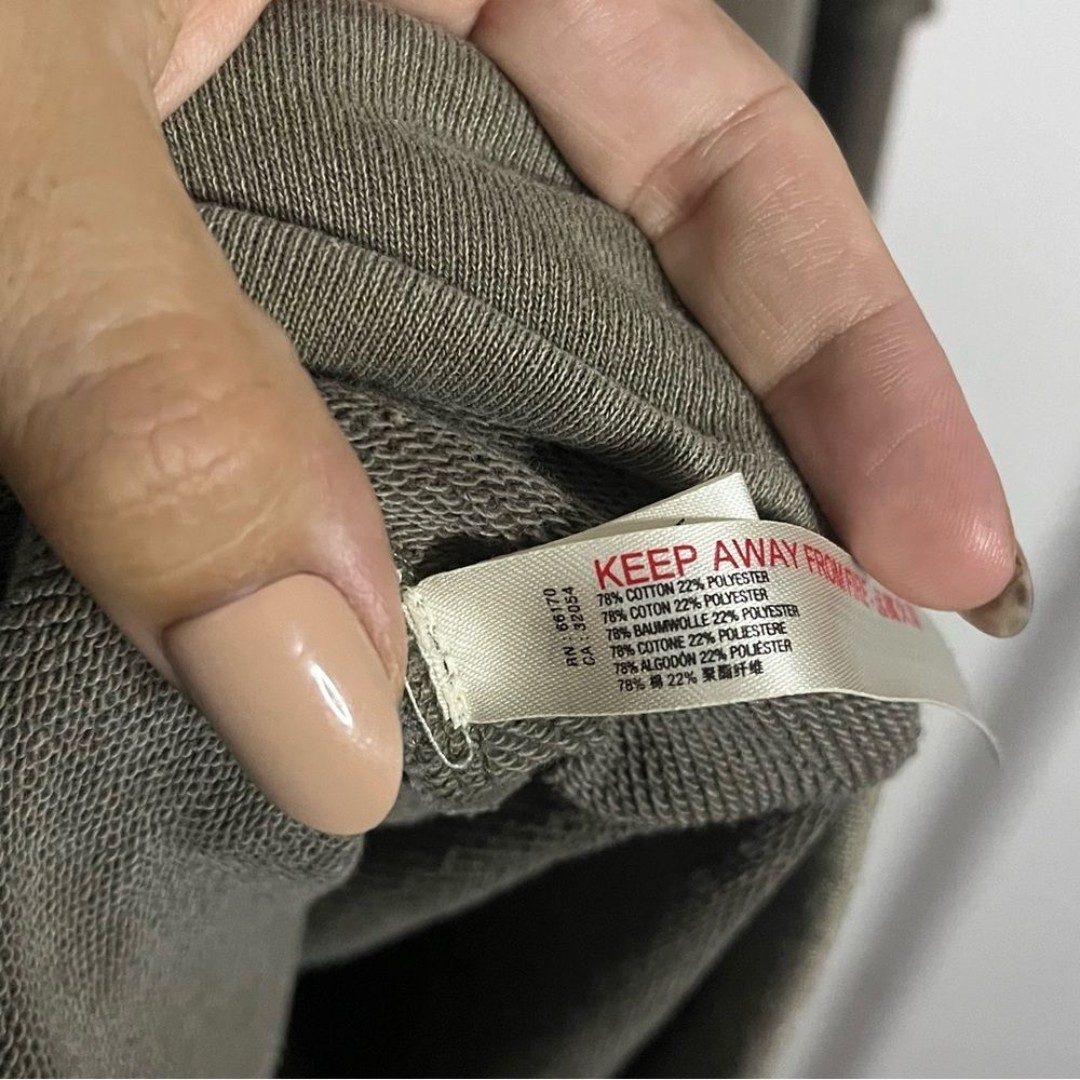 KEEP AWAY FROM FIRE
78% COTTON 22% POLYESTER
78% COTON 22% POLYESTER
78% BAUMWOLLE 22% POLYESTER
78% COTONE 22% POLIESTERE
78% ALGODÓN 22% POLIÉSTER
78% 棉 22% 聚酯纤维
RN : 66170
CA : 32054